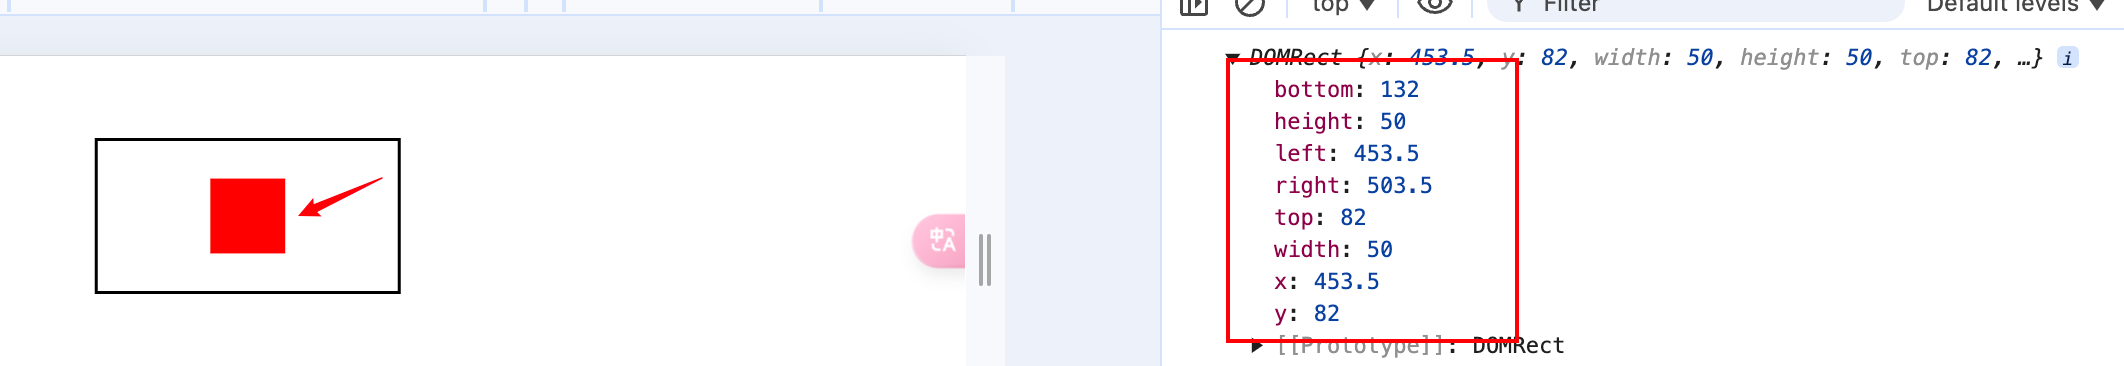 top ▼ Filter Default levels ▼
▼ DOMRect {x: 453.5, y: 82, width: 50, height: 50, top: 82, …} i
bottom: 132
height: 50
left: 453.5
right: 503.5
top: 82
width: 50
x: 453.5
y: 82
▶ [[Prototype]]: DOMRect
中 A